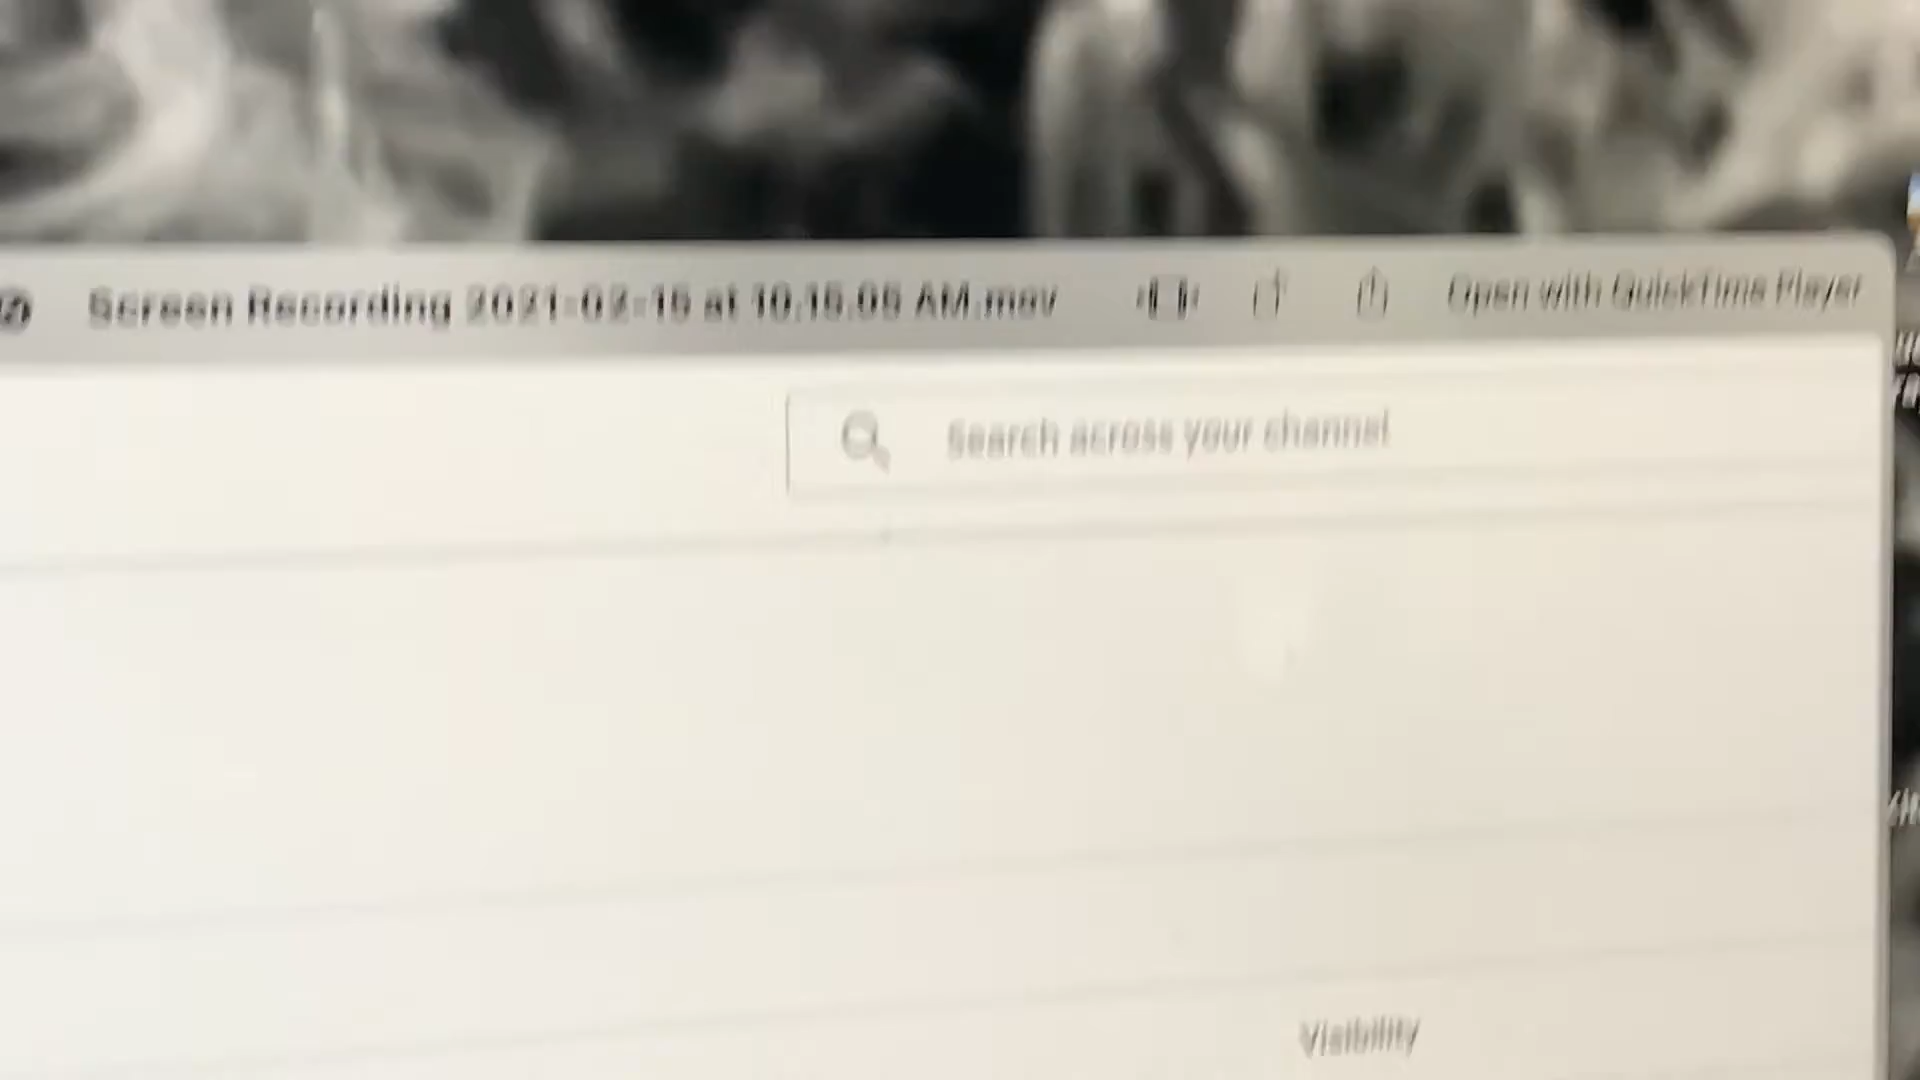 Screen Recording 2021-02-16 at 10.16.06 AM.mov
Open with QuickTime Player
Search across your channel
Visibility